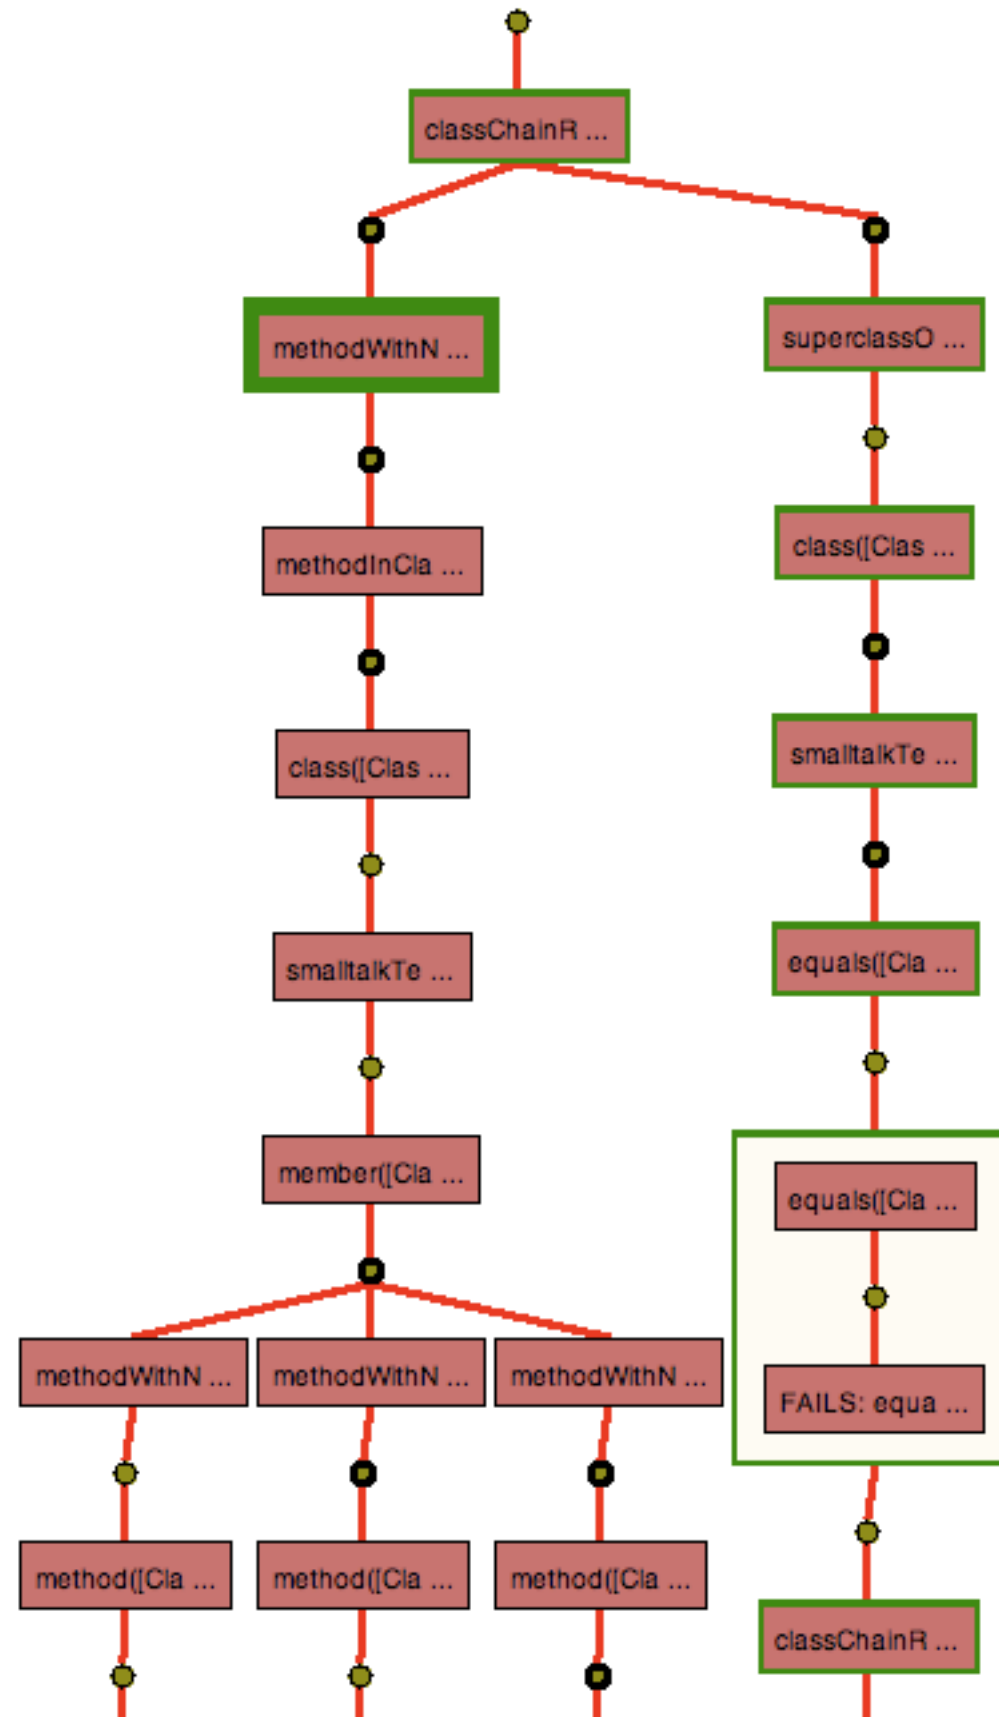 classChainR ...
methodWithN ...
superclassO ...
methodInCla ...
class([Clas ...
class([Clas ...
smalltalkTe ...
smalltalkTe ...
equals([Cla ...
member([Cla ...
equals([Cla ...
methodWithN ...
methodWithN ...
methodWithN ...
FAILS: equa ...
method([Cla ...
method([Cla ...
method([Cla ...
classChainR ...